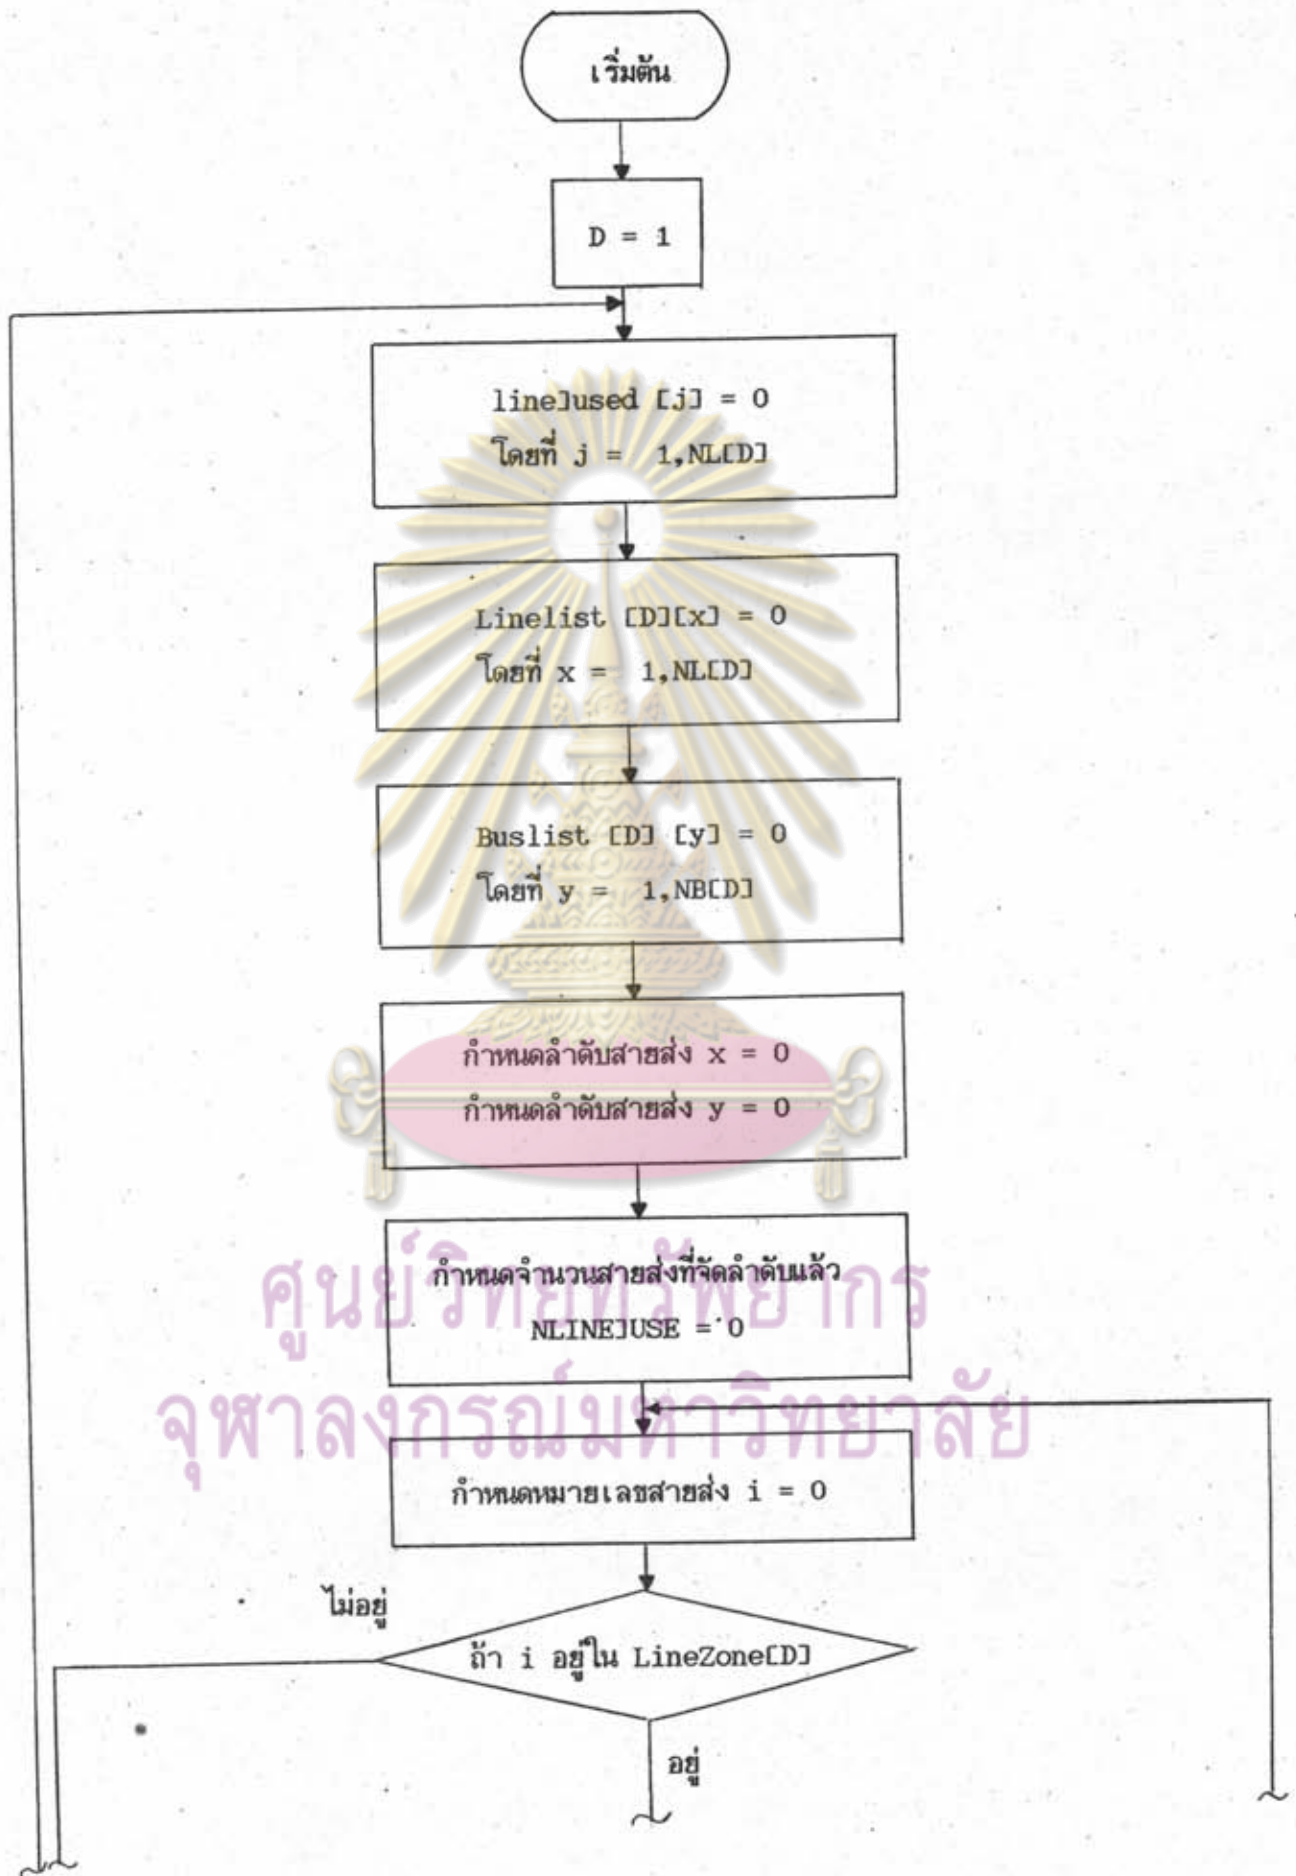 เริ่มต้น
D = 1
line]used [j] = 0
โดยที่ j = 1,NL[D]
Linelist [D][x] = 0
โดยที่ x = 1,NL[D]
Buslist [D] [y] = 0
โดยที่ y = 1,NB[D]
กำหนดลำดับสายส่ง x = 0
กำหนดลำดับสายส่ง y = 0
กำหนดจำนวนสายส่งที่จัดลำดับแล้ว
NLINE]USE = 0
ศูนย์วิทยทรัพยากร
จุฬาลงกรณ์มหาวิทยาลัย
กำหนดหมายเลขสายส่ง i = 0
ไม่อยู่
ถ้า i อยู่ใน LineZone[D]
อยู่